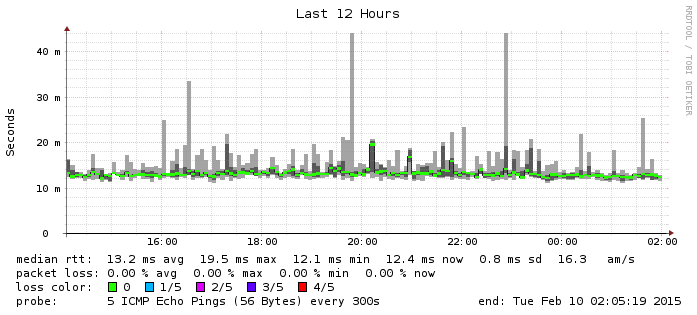 Last 12 Hours
RRDTOOL / TOBI OETIKER
Seconds
40 m
30 m
20 m
10 m
0
16:00 18:00 20:00 22:00 00:00 02:00
median rtt: 13.2 ms avg 19.5 ms max 12.1 ms min 12.4 ms now 0.8 ms sd 16.3 am/s
packet loss: 0.00 % avg 0.00 % max 0.00 % min 0.00 % now
loss color: 0 1/5 2/5 3/5 4/5
probe: 5 ICMP Echo Pings (56 Bytes) every 300s end: Tue Feb 10 02:05:19 2015